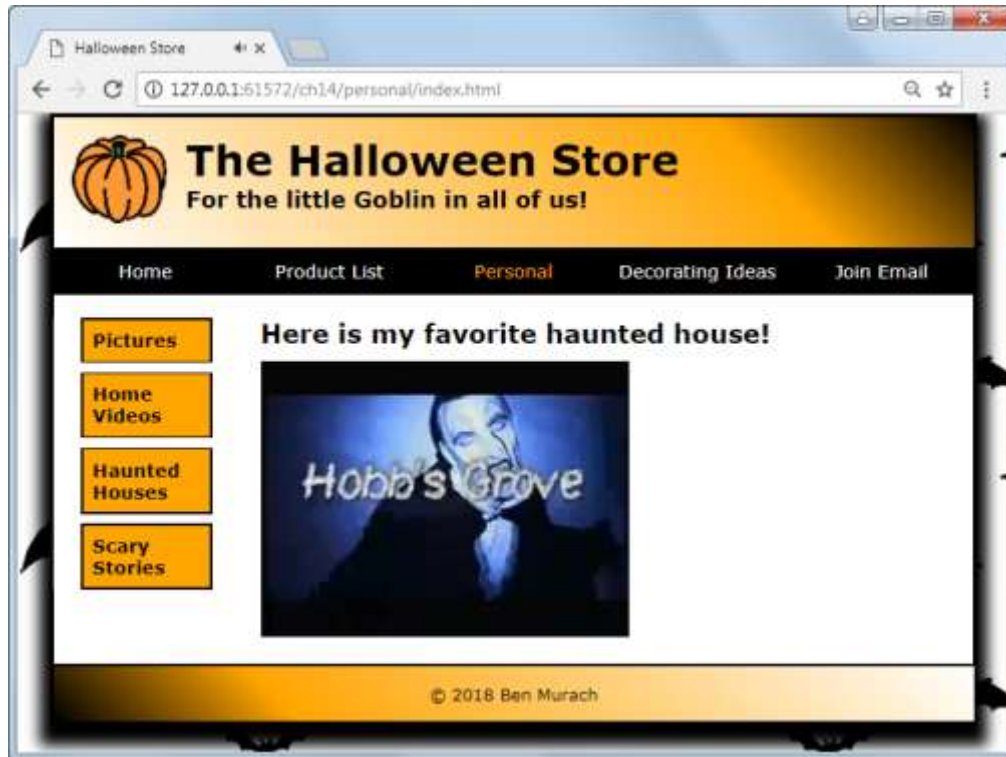 Halloween Store
127.0.0.1:61572/ch14/personal/index.html
The Halloween Store
For the little Goblin in all of us!
Home Product List Personal Decorating Ideas Join Email
Pictures
Home
Videos
Haunted
Houses
Scary
Stories
Here is my favorite haunted house!
Hobb's Grove
© 2018 Ben Murach